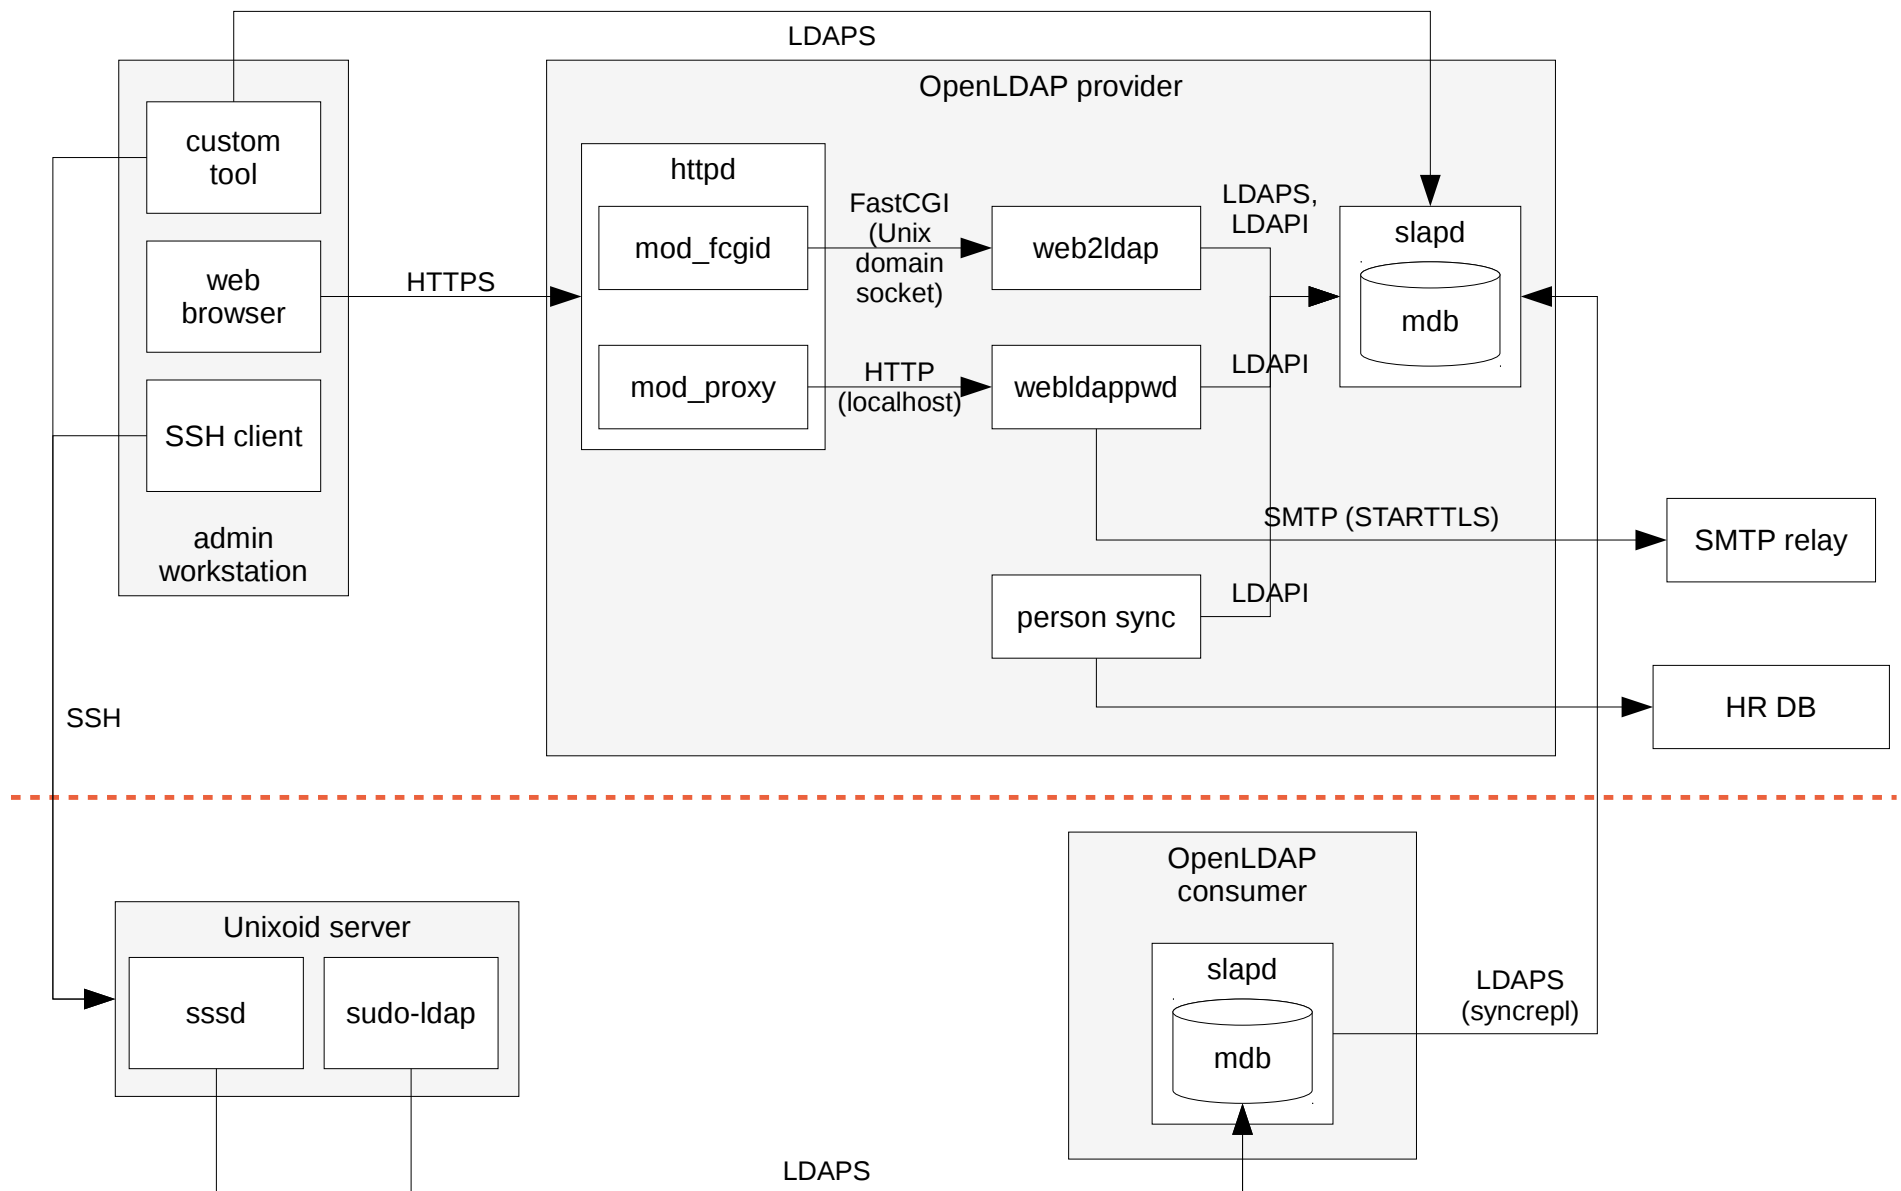 LDAPS
OpenLDAP provider
custom
tool
web
browser
SSH client
admin
workstation
HTTPS
httpd
mod_fcgid
mod_proxy
FastCGI
(Unix
domain
socket)
HTTP
(localhost)
web2ldap
webldappwd
LDAPS,
LDAPI
LDAPI
slapd
mdb
SMTP (STARTTLS)
SMTP relay
person sync
LDAPI
HR DB
SSH
OpenLDAP
consumer
Unixoid server
sssd
sudo-ldap
slapd
mdb
LDAPS
(syncrepl)
LDAPS